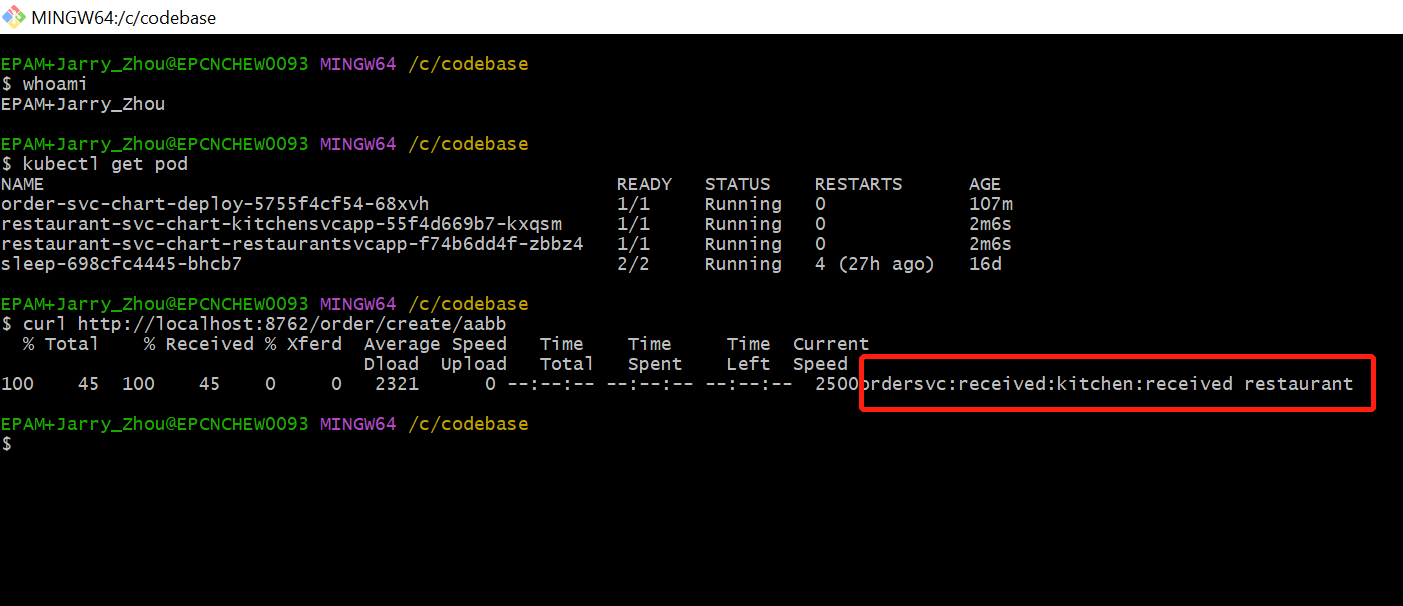 MINGW64:/c/codebase
EPAM+Jarry_Zhou@EPCNCHEW0093 MINGW64 /c/codebase
$ whoami
EPAM+Jarry_Zhou
EPAM+Jarry_Zhou@EPCNCHEW0093 MINGW64 /c/codebase
$ kubectl get pod
NAME READY STATUS RESTARTS AGE
order-svc-chart-deploy-5755f4cf54-68xvh 1/1 Running 0 107m
restaurant-svc-chart-kitchensvcapp-55f4d669b7-kxqsm 1/1 Running 0 2m6s
restaurant-svc-chart-restaurantsvcapp-f74b6dd4f-zbbz4 1/1 Running 0 2m6s
sleep-698cfc4445-bhcb7 2/2 Running 4 (27h ago) 16d
EPAM+Jarry_Zhou@EPCNCHEW0093 MINGW64 /c/codebase
$ curl http://localhost:8762/order/create/aabb
% Total % Received % Xferd Average Speed Time Time Time Current
Dload Upload Total Spent Left Speed
100 45 100 45 0 0 2321 0 --:--:-- --:--:-- --:--:-- 2500ordersvc:received:kitchen:received restaurant
EPAM+Jarry_Zhou@EPCNCHEW0093 MINGW64 /c/codebase
$